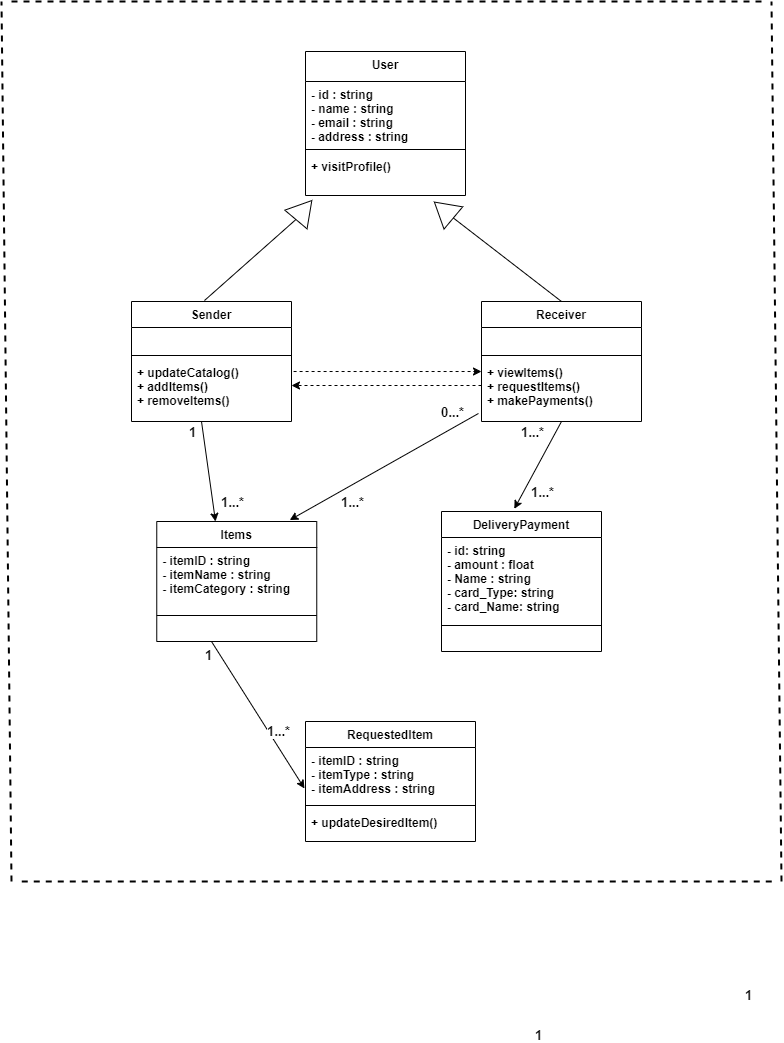 User
- id : string
- name : string
- email : string
- address : string
+ visitProfile()
Sender
+ updateCatalog()
+ addItems()
+ removeItems()
Receiver
+ viewItems()
+ requestItems()
+ makePayments()
1
0...*
1...*
1...*
1...*
1...*
Items
- itemID : string
- itemName : string
- itemCategory : string
DeliveryPayment
- id: string
- amount : float
- Name : string
- card_Type: string
- card_Name: string
1
1...*
RequestedItem
- itemID : string
- itemType : string
- itemAddress : string
+ updateDesiredItem()
1
1